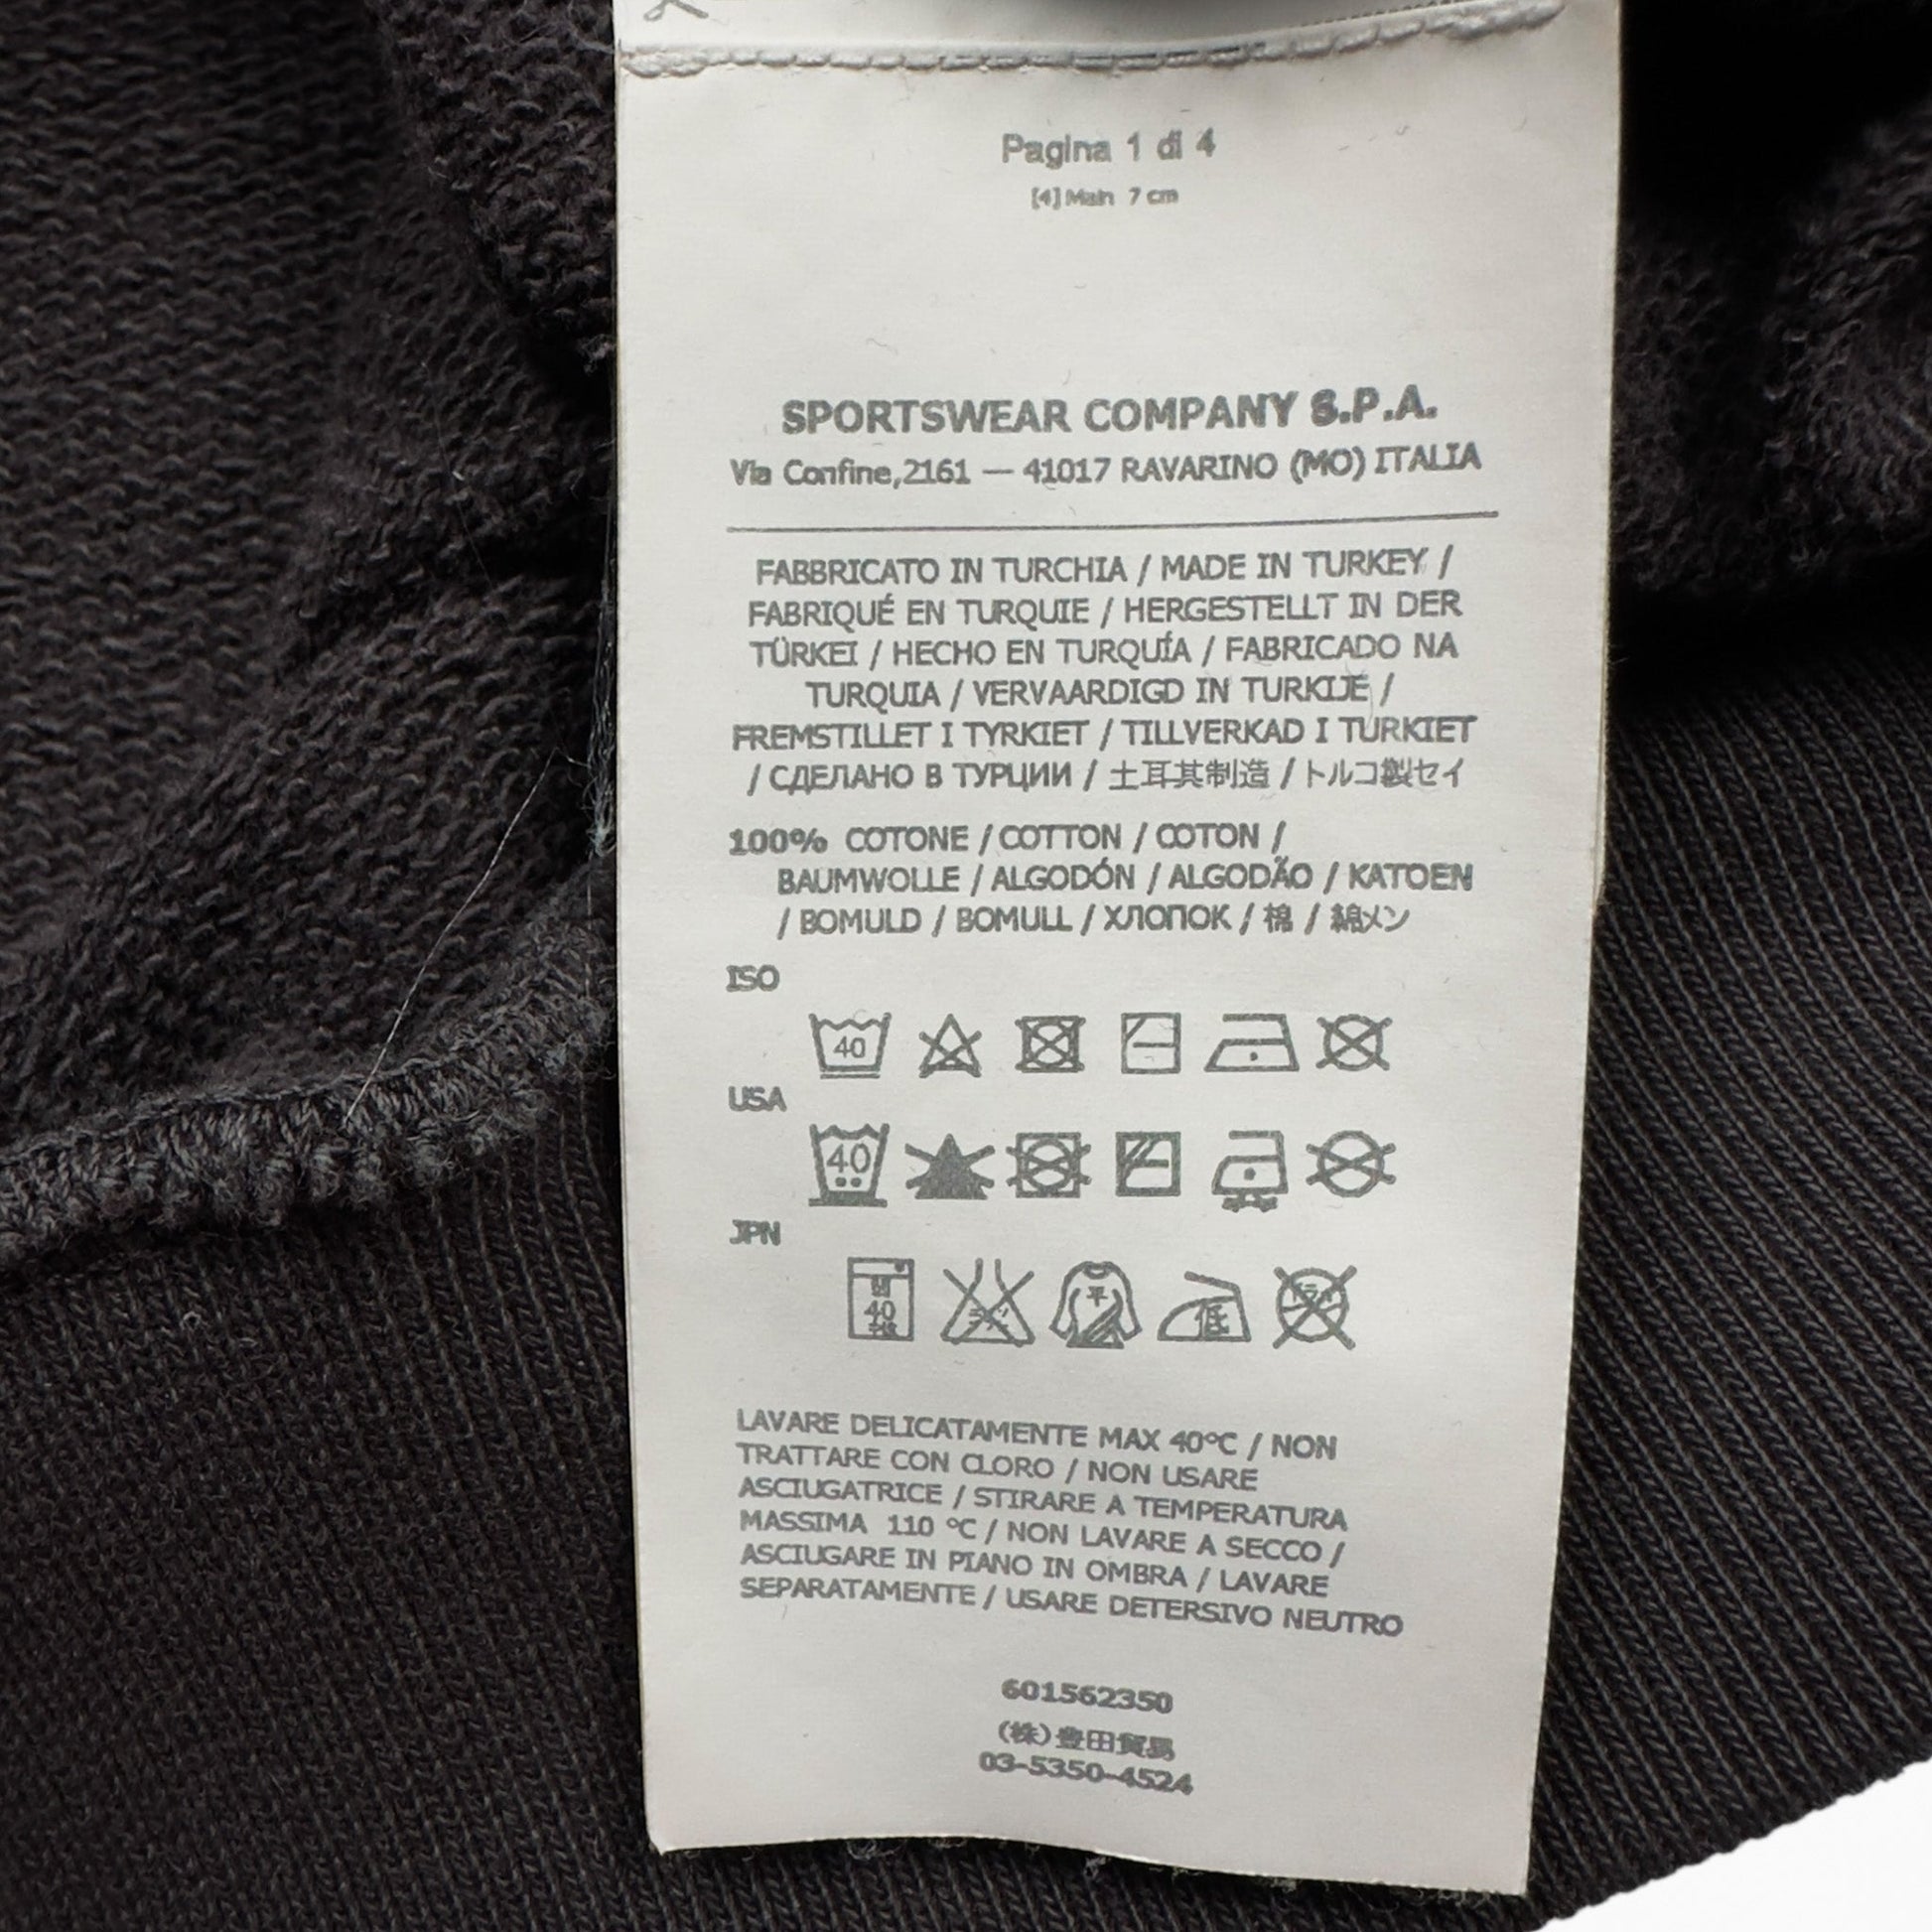 Pagina 1 di 4
[4] Main 7 cm
SPORTSWEAR COMPANY S.P.A.
Via Confine,2161 — 41017 RAVARINO (MO) ITALIA
FABBRICATO IN TURCHIA / MADE IN TURKEY /
FABRIQUÉ EN TURQUIE / HERGESTELLT IN DER
TÜRKEI / HECHO EN TURQUÍA / FABRICADO NA
TURQUIA / VERVAARDIGD IN TURKIJE /
FREMSTILLET I TYRKIET / TILLVERKAD I TURKIET
/ СДЕЛАНО В ТУРЦИИ / 土耳其制造 / トルコ製セイ
100% COTONE / COTTON / COTON /
BAUMWOLLE / ALGODÓN / ALGODÃO / KATOEN
/ BOMULD / BOMULL / ХЛОПОК / 棉 / 綿メン
ISO
40
USA
40
JPN
40
平
低
LAVARE DELICATAMENTE MAX 40°C / NON
TRATTARE CON CLORO / NON USARE
ASCIUGATRICE / STIRARE A TEMPERATURA
MASSIMA 110 °C / NON LAVARE A SECCO /
ASCIUGARE IN PIANO IN OMBRA / LAVARE
SEPARATAMENTE / USARE DETERSIVO NEUTRO
601562350
(株)豊田貿易
03-5350-4524